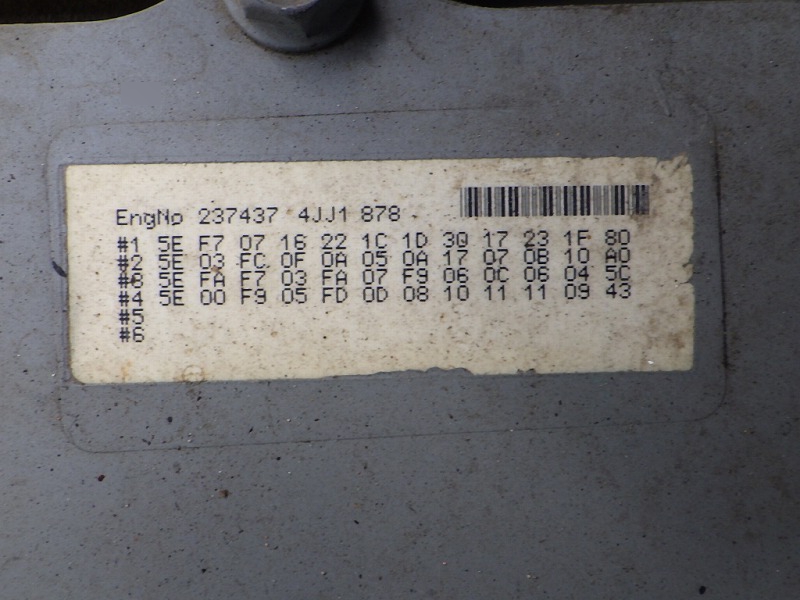 EngNo 237437 4JJ1 878
#1 5E F7 07 16 22 1C 1D 30 17 23 1F 80
#2 5E 03 FC 0F 0A 05 0A 17 07 0B 10 A0
#3 5E FA F7 03 FA 07 F9 06 0C 06 04 5C
#4 5E 00 F9 05 FD 0D 08 10 11 11 09 43
#5
#6